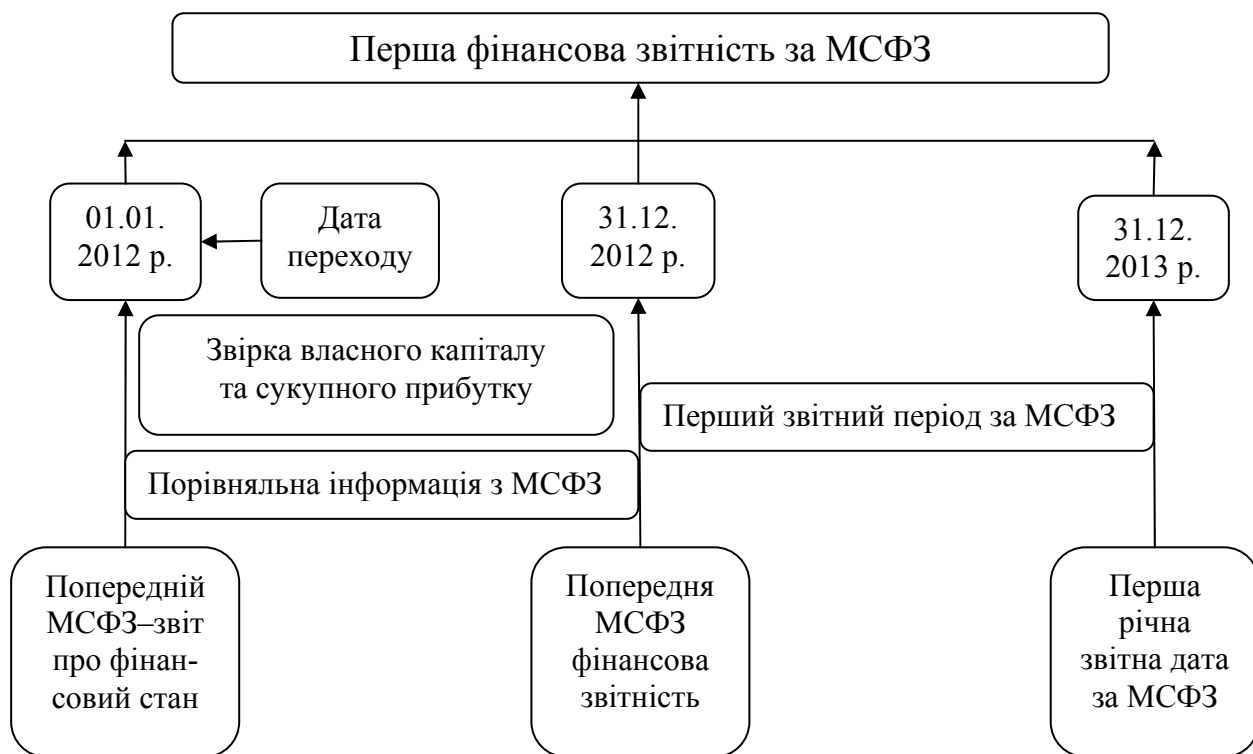 Перша фінансова звітність за МСФЗ
01.01.
2012 р.
Дата
переходу
31.12.
2012 р.
31.12.
2013 р.
Звірка власного капіталу
та сукупного прибутку
Перший звітний період за МСФЗ
Порівняльна інформація з МСФЗ
Попередній
МСФЗ–звіт
про фінан-
совий стан
Попередня
МСФЗ
фінансова
звітність
Перша
річна
звітна дата
за МСФЗ